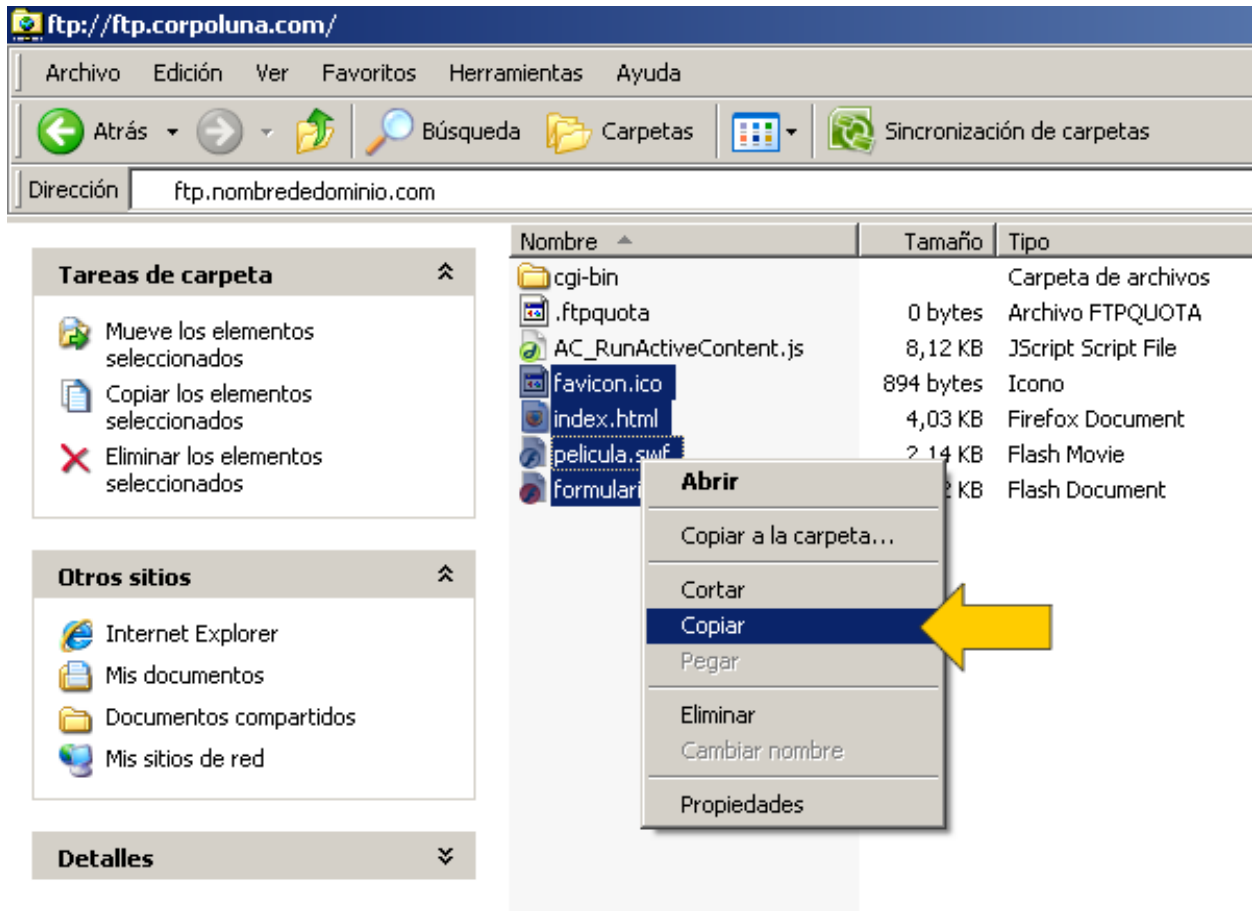 ftp://ftp.corpoluna.com/
Archivo Edición Ver Favoritos Herramientas Ayuda
Atrás Búsqueda Carpetas Sincronización de carpetas
Dirección ftp.nombrededominio.com
Nombre Tamaño Tipo
Tareas de carpeta
Mueve los elementos
seleccionados
Copiar los elementos
seleccionados
Eliminar los elementos
seleccionados
Otros sitios
Internet Explorer
Mis documentos
Documentos compartidos
Mis sitios de red
Detalles
cgi-bin Carpeta de archivos
.ftpquota 0 bytes Archivo FTPQUOTA
AC_RunActiveContent.js 8,12 KB JScript Script File
favicon.ico 894 bytes Icono
index.html 4,03 KB Firefox Document
pelicula.swf 2,14 KB Flash Movie
formulari KB Flash Document
Abrir
Copiar a la carpeta...
Cortar
Copiar
Pegar
Eliminar
Cambiar nombre
Propiedades